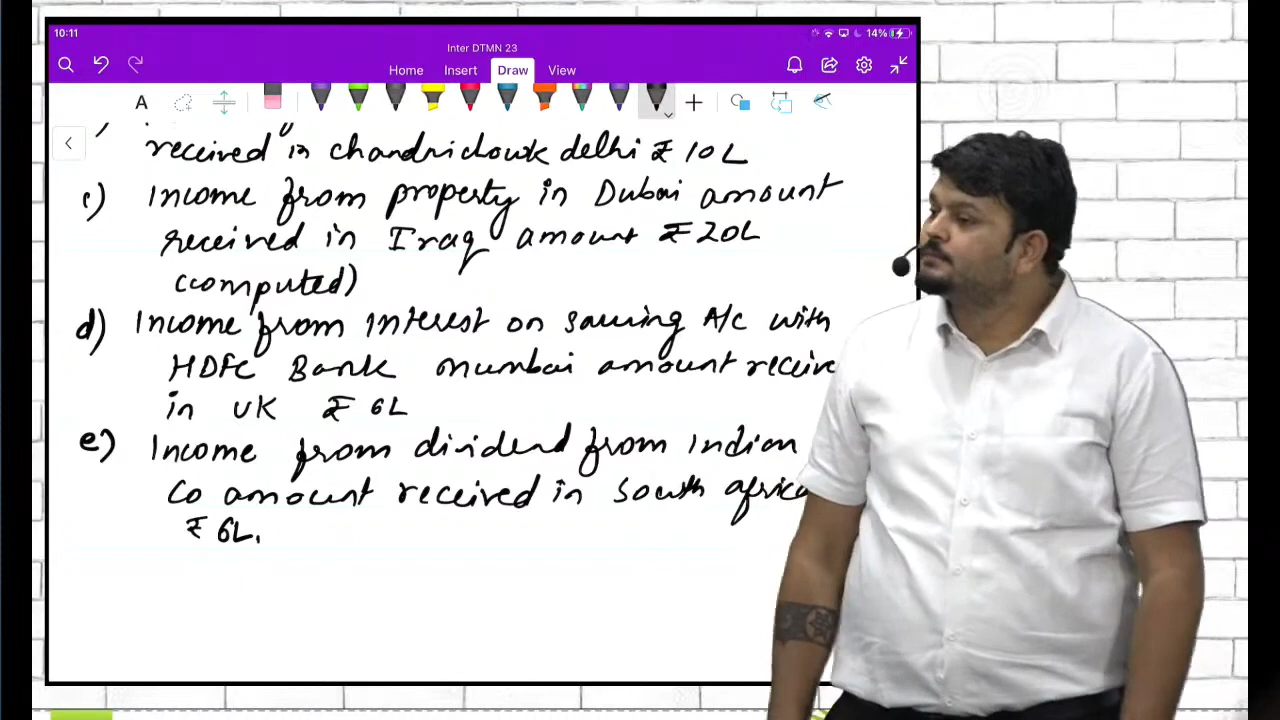 10:11
14%
Inter DTMN 23
Home Insert Draw View
A
received in chandnichowk delhi ₹ 10L
c) Income from property in Dubai amount
received in Iraq amount ₹ 20L
(computed)
d) Income from interest on saving A/c with
HDFC Bank mumbai amount receive
in UK ₹ 6L
e) Income from dividend from Indian
Co amount received in South africa
₹ 6L.